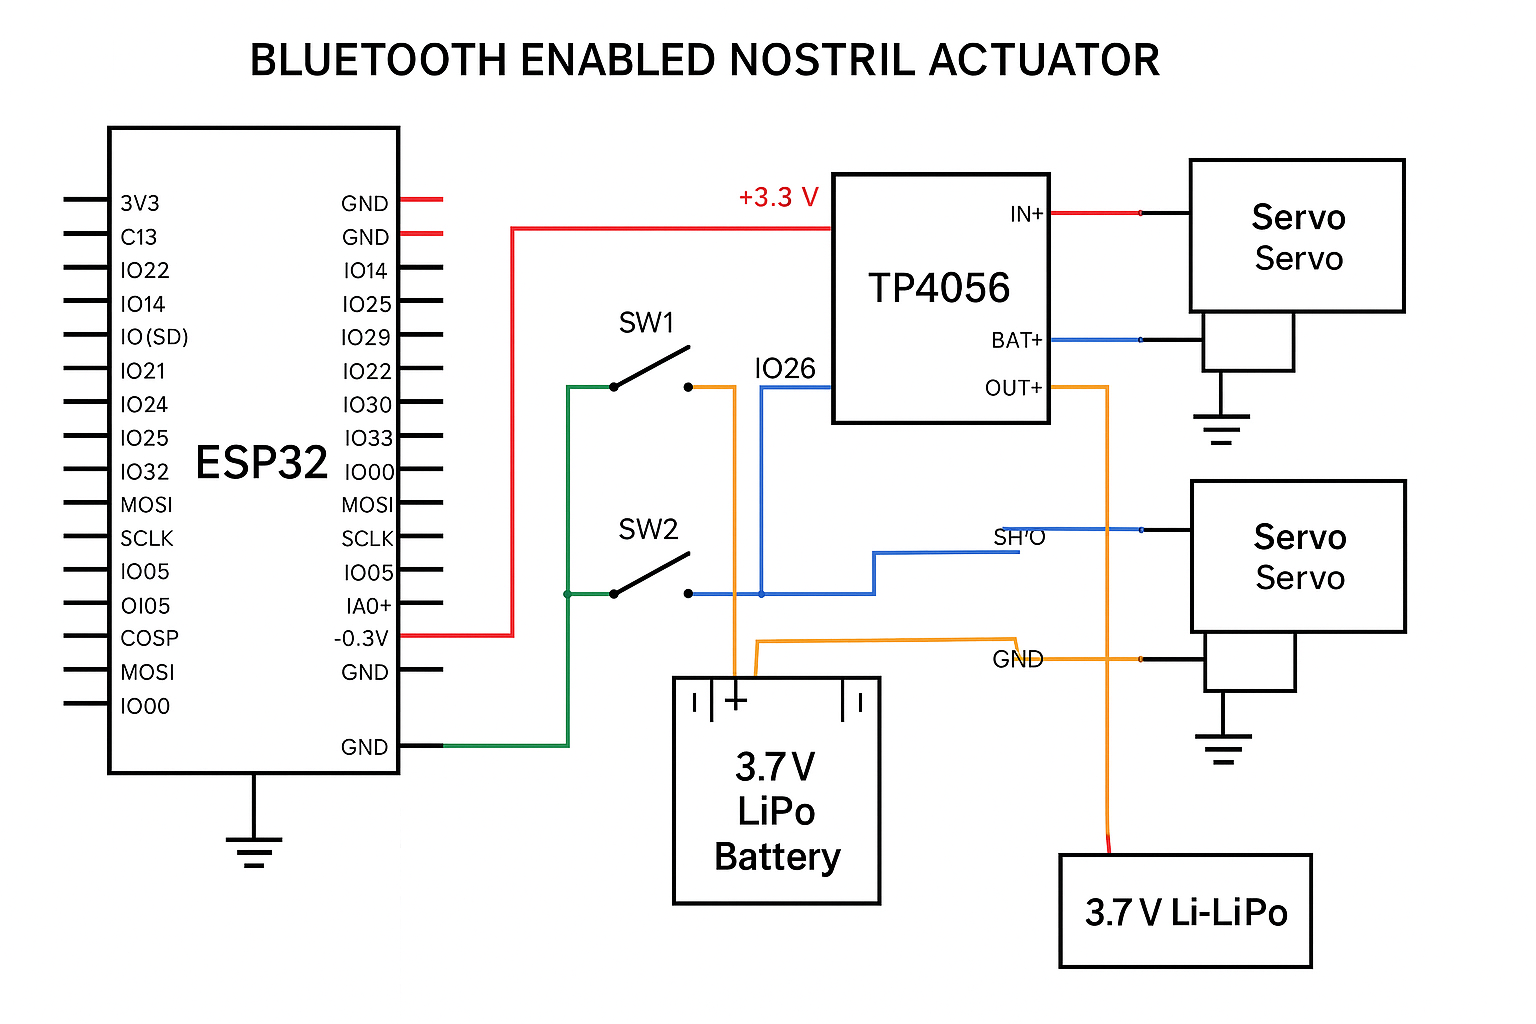 BLUETOOTH ENABLED NOSTRIL ACTUATOR
3V3
C13
IO22
IO14
IO(SD)
IO21
IO24
IO25
IO32
MOSI
SCLK
IO05
OI05
COSP
MOSI
IO00
ESP32
GND
GND
IO14
IO25
IO29
IO22
IO30
IO33
IO00
MOSI
SCLK
IO05
IA0+
-0.3V
GND
GND
+3.3 V
SW1
IO26
SW2
TP4056
IN+
BAT+
OUT+
Servo
Servo
SH'O
GND
Servo
Servo
3.7 V
LiPo
Battery
3.7 V Li-LiPo